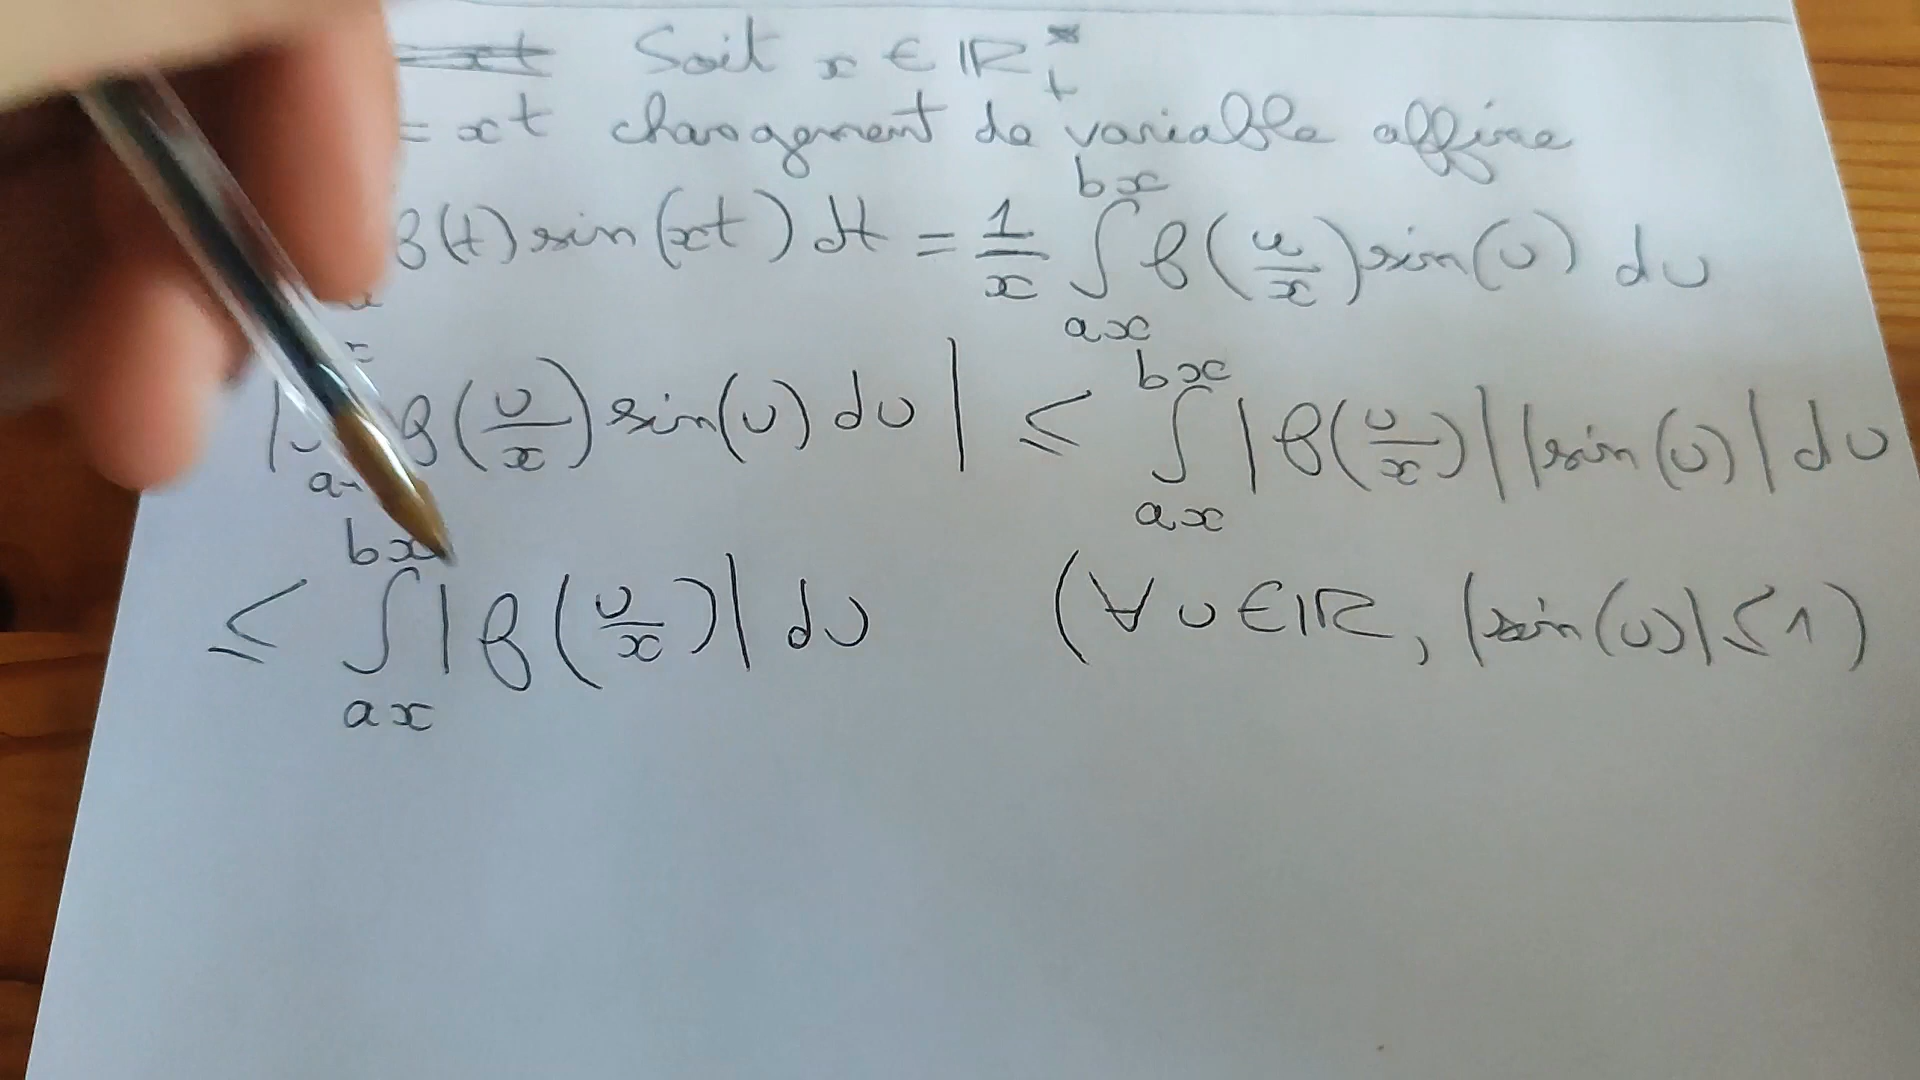 Soit x ∈ ℝ₊*
= xt changement de variable affine
f(t) sin(xt) dt = 1/x ∫_{ax}^{bx} f(u/x) sin(u) du
| f(u/x) sin(u) du | ≤ ∫_{ax}^{bx} |f(u/x)| |sin(u)| du
≤ ∫_{ax}^{bx} |f(u/x)| du (∀u∈ℝ, |sin(u)| ≤ 1)